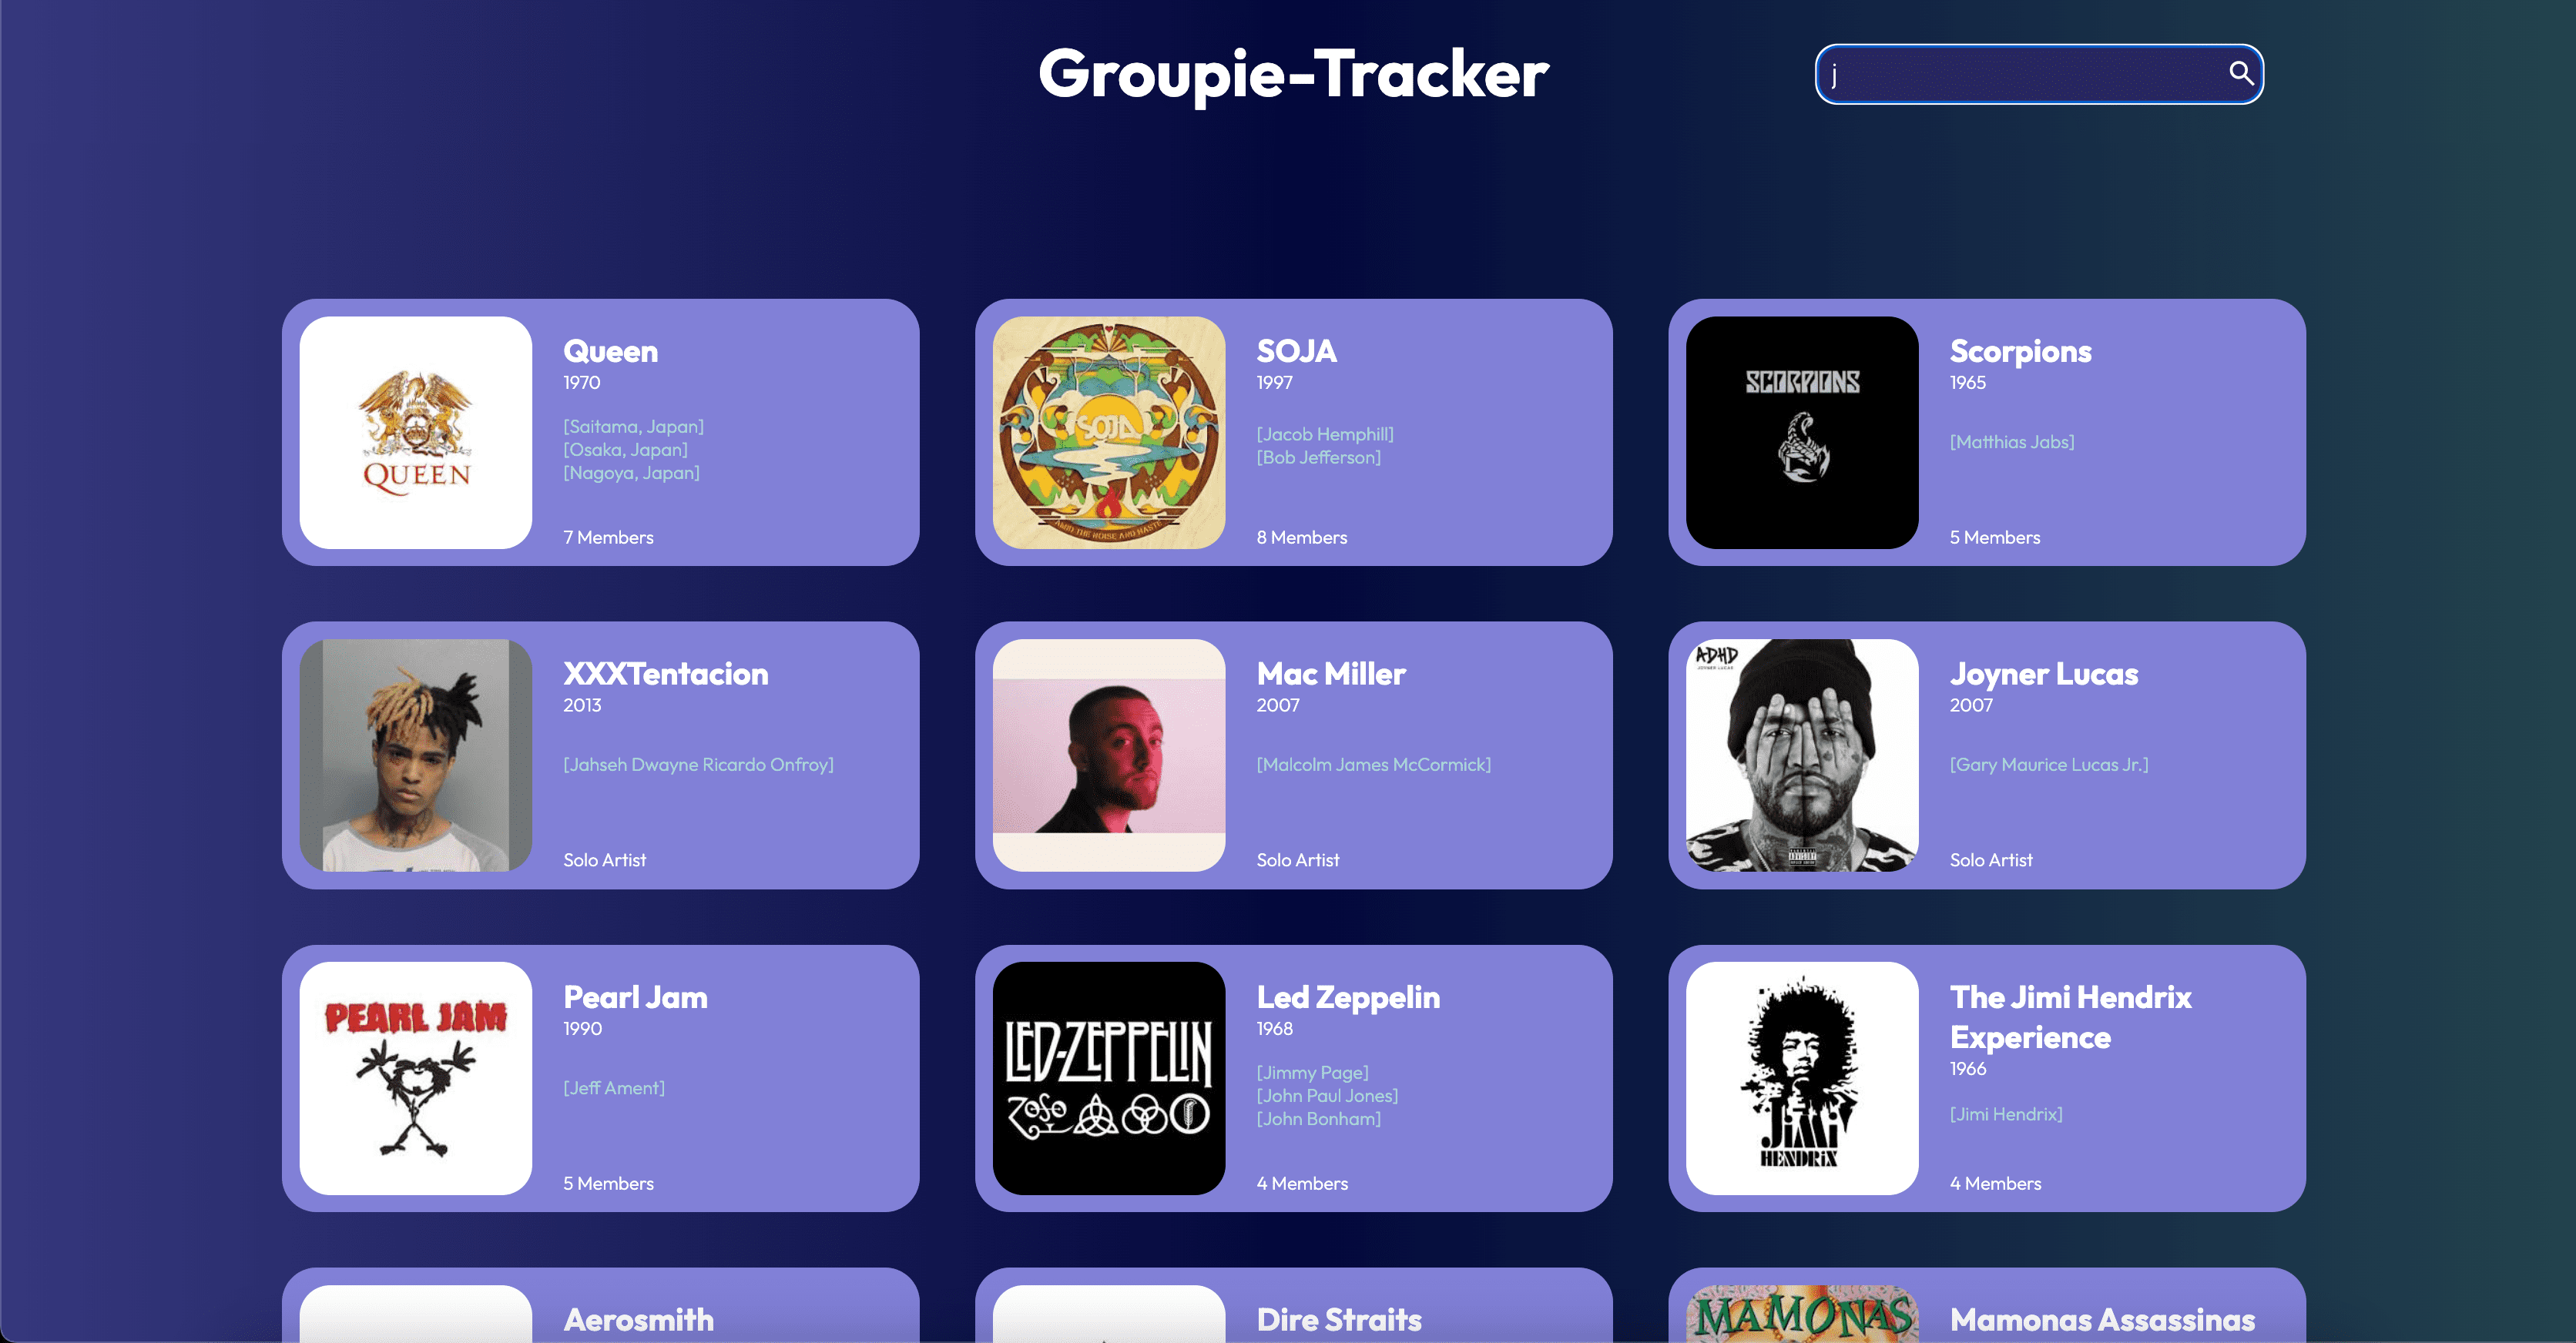 Groupie-Tracker
j
QUEEN
Queen
1970
[Saitama, Japan]
[Osaka, Japan]
[Nagoya, Japan]
7 Members
SOJA
AMID THE NOISE AND HASTE
SOJA
1997
[Jacob Hemphill]
[Bob Jefferson]
8 Members
SCORPIONS
Scorpions
1965
[Matthias Jabs]
5 Members
XXXTentacion
2013
[Jahseh Dwayne Ricardo Onfroy]
Solo Artist
Mac Miller
2007
[Malcolm James McCormick]
Solo Artist
ADHD
JOYNER LUCAS
Joyner Lucas
2007
[Gary Maurice Lucas Jr.]
Solo Artist
PEARL JAM
Pearl Jam
1990
[Jeff Ament]
5 Members
LED-ZEPPELIN
Led Zeppelin
1968
[Jimmy Page]
[John Paul Jones]
[John Bonham]
4 Members
JiMi
HENDRiX
The Jimi Hendrix
Experience
1966
[Jimi Hendrix]
4 Members
Aerosmith
Dire Straits
MAMONAS
Mamonas Assassinas